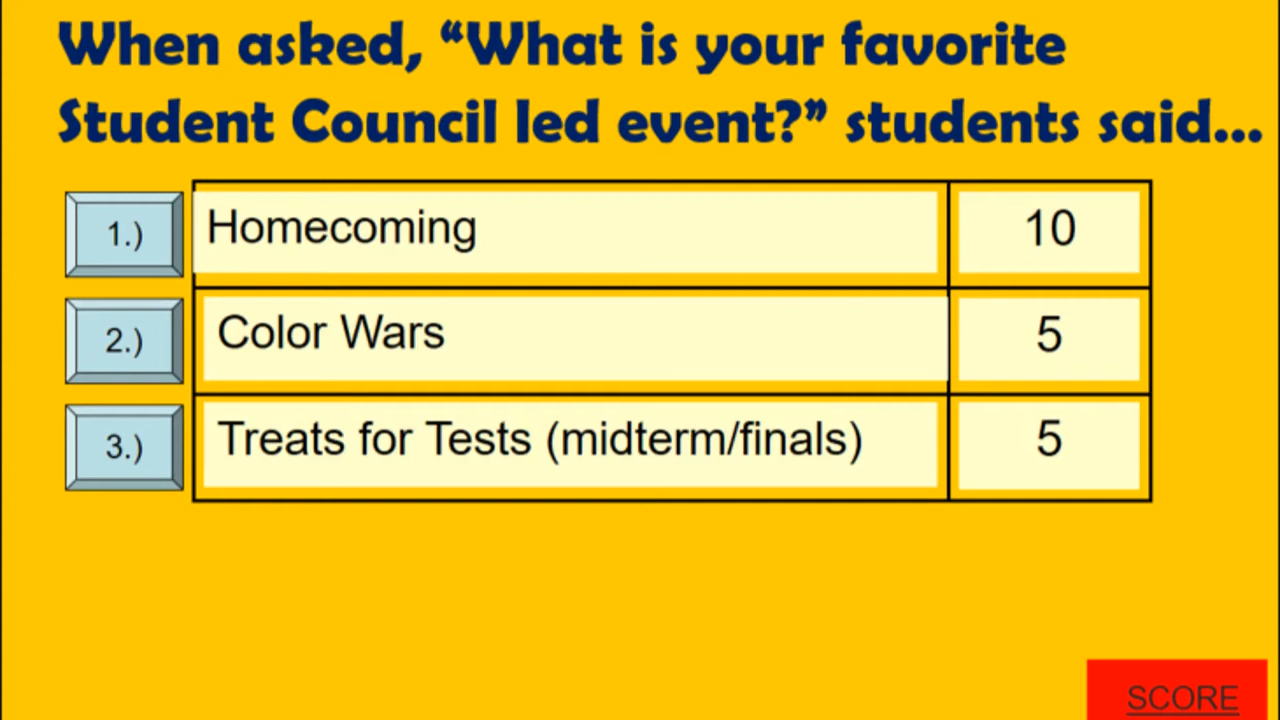 When asked, “What is your favorite
Student Council led event?” students said...
1.) Homecoming 10
2.) Color Wars 5
3.) Treats for Tests (midterm/finals) 5
SCORE